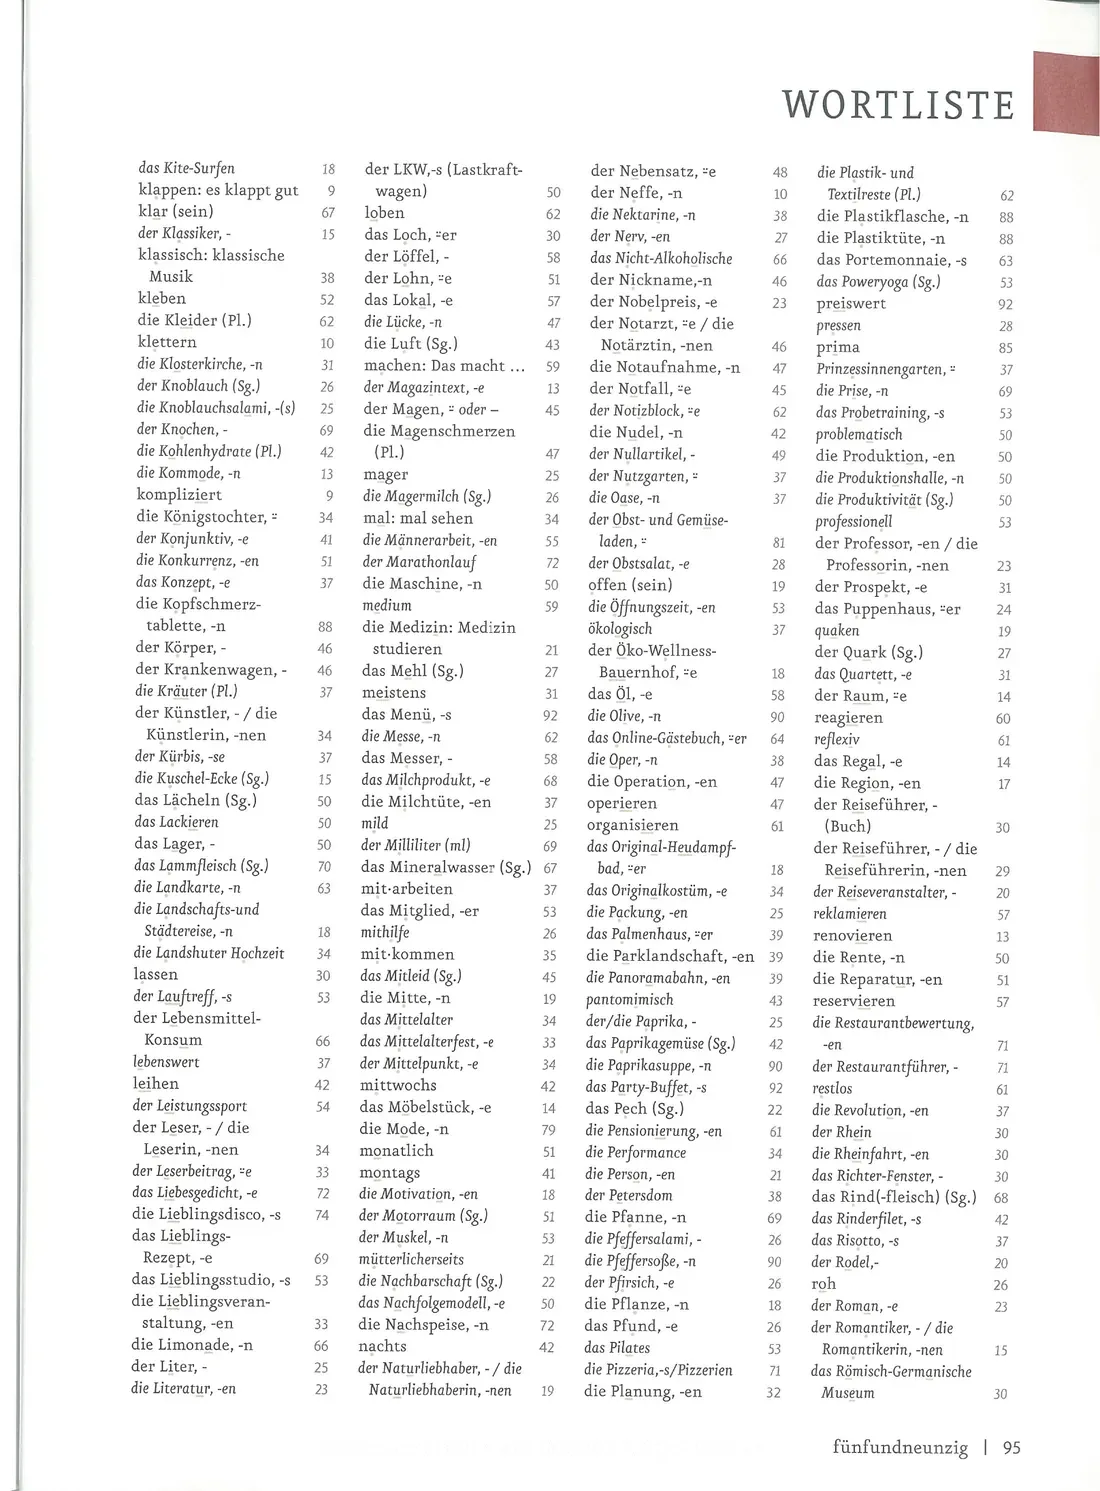 WORTLISTE
das Kite-Surfen 18
klappen: es klappt gut 9
klar (sein) 67
der Klassiker, - 15
klassisch: klassische
Musik 38
kleben 52
die Kleider (Pl.) 62
klettern 10
die Klosterkirche, -n 31
der Knoblauch (Sg.) 26
die Knoblauchsalami, -(s) 25
der Knochen, - 69
die Kohlenhydrate (Pl.) 42
die Kommode, -n 13
kompliziert 9
die Königstochter, ⸚ 34
der Konjunktiv, -e 41
die Konkurrenz, -en 51
das Konzept, -e 37
die Kopfschmerz-
tablette, -n 88
der Körper, - 46
der Krankenwagen, - 46
die Kräuter (Pl.) 37
der Künstler, - / die
Künstlerin, -nen 34
der Kürbis, -se 37
die Kuschel-Ecke (Sg.) 15
das Lächeln (Sg.) 50
das Lackieren 50
das Lager, - 50
das Lammfleisch (Sg.) 70
die Landkarte, -n 63
die Landschafts-und
Städtereise, -n 18
die Landshuter Hochzeit 34
lassen 30
der Lauftreff, -s 53
der Lebensmittel-
Konsum 66
lebenswert 37
leihen 42
der Leistungssport 54
der Leser, - / die
Leserin, -nen 34
der Leserbeitrag, ⸚e 33
das Liebesgedicht, -e 72
die Lieblingsdisco, -s 74
das Lieblings-
Rezept, -e 69
das Lieblingsstudio, -s 53
die Lieblingsveran-
staltung, -en 33
die Limonade, -n 66
der Liter, - 25
die Literatur, -en 23
der LKW,-s (Lastkraft-
wagen) 50
loben 62
das Loch, ⸚er 30
der Löffel, - 58
der Lohn, ⸚e 51
das Lokal, -e 57
die Lücke, -n 47
die Luft (Sg.) 43
machen: Das macht ... 59
der Magazintext, -e 13
der Magen, ⸚ oder – 45
die Magenschmerzen
(Pl.) 47
mager 25
die Magermilch (Sg.) 26
mal: mal sehen 34
die Männerarbeit, -en 55
der Marathonlauf 72
die Maschine, -n 50
medium 59
die Medizin: Medizin
studieren 21
das Mehl (Sg.) 27
meistens 31
das Menü, -s 92
die Messe, -n 62
das Messer, - 58
das Milchprodukt, -e 68
die Milchtüte, -en 37
mild 25
der Milliliter (ml) 69
das Mineralwasser (Sg.) 67
mit·arbeiten 37
das Mitglied, -er 53
mithilfe 26
mit·kommen 35
das Mitleid (Sg.) 45
die Mitte, -n 19
das Mittelalter 34
das Mittelalterfest, -e 33
der Mittelpunkt, -e 34
mittwochs 42
das Möbelstück, -e 14
die Mode, -n 79
monatlich 51
montags 41
die Motivation, -en 18
der Motorraum (Sg.) 51
der Muskel, -n 53
mütterlicherseits 21
die Nachbarschaft (Sg.) 22
das Nachfolgemodell, -e 50
die Nachspeise, -n 72
nachts 42
der Naturliebhaber, - / die
Naturliebhaberin, -nen 19
der Nebensatz, ⸚e 48
der Neffe, -n 10
die Nektarine, -n 38
der Nerv, -en 27
das Nicht-Alkoholische 66
der Nickname,-n 46
der Nobelpreis, -e 23
der Notarzt, ⸚e / die
Notärztin, -nen 46
die Notaufnahme, -n 47
der Notfall, ⸚e 45
der Notizblock, ⸚e 62
die Nudel, -n 42
der Nullartikel, - 49
der Nutzgarten, ⸚ 37
die Oase, -n 37
der Obst- und Gemüse-
laden, ⸚ 81
der Obstsalat, -e 28
offen (sein) 19
die Öffnungszeit, -en 53
ökologisch 37
der Öko-Wellness-
Bauernhof, ⸚e 18
das Öl, -e 58
die Olive, -n 90
das Online-Gästebuch, ⸚er 64
die Oper, -n 38
die Operation, -en 47
operieren 47
organisieren 61
das Original-Heudampf-
bad, ⸚er 18
das Originalkostüm, -e 34
die Packung, -en 25
das Palmenhaus, ⸚er 39
die Parklandschaft, -en 39
die Panoramabahn, -en 39
pantomimisch 43
der/die Paprika, - 25
das Paprikagemüse (Sg.) 42
die Paprikasuppe, -n 90
das Party-Buffet, -s 92
das Pech (Sg.) 22
die Pensionierung, -en 61
die Performance 34
die Person, -en 21
der Petersdom 38
die Pfanne, -n 69
die Pfeffersalami, - 26
die Pfeffersoße, -n 90
der Pfirsich, -e 26
die Pflanze, -n 18
das Pfund, -e 26
das Pilates 53
die Pizzeria,-s/Pizzerien 71
die Planung, -en 32
die Plastik- und
Textilreste (Pl.) 62
die Plastikflasche, -n 88
die Plastiktüte, -n 88
das Portemonnaie, -s 63
das Poweryoga (Sg.) 53
preiswert 92
pressen 28
prima 85
Prinzessinnengarten, ⸚ 37
die Prise, -n 69
das Probetraining, -s 53
problematisch 50
die Produktion, -en 50
die Produktionshalle, -n 50
die Produktivität (Sg.) 50
professionell 53
der Professor, -en / die
Professorin, -nen 23
der Prospekt, -e 31
das Puppenhaus, ⸚er 24
quaken 19
der Quark (Sg.) 27
das Quartett, -e 31
der Raum, ⸚e 14
reagieren 60
reflexiv 61
das Regal, -e 14
die Region, -en 17
der Reiseführer, -
(Buch) 30
der Reiseführer, - / die
Reiseführerin, -nen 29
der Reiseveranstalter, - 20
reklamieren 57
renovieren 13
die Rente, -n 50
die Reparatur, -en 51
reservieren 57
die Restaurantbewertung,
-en 71
der Restaurantführer, - 71
restlos 61
die Revolution, -en 37
der Rhein 30
die Rheinfahrt, -en 30
das Richter-Fenster, - 30
das Rind(-fleisch) (Sg.) 68
das Rinderfilet, -s 42
das Risotto, -s 37
der Rodel,- 20
roh 26
der Roman, -e 23
der Romantiker, - / die
Romantikerin, -nen 15
das Römisch-Germanische
Museum 30
fünfundneunzig | 95